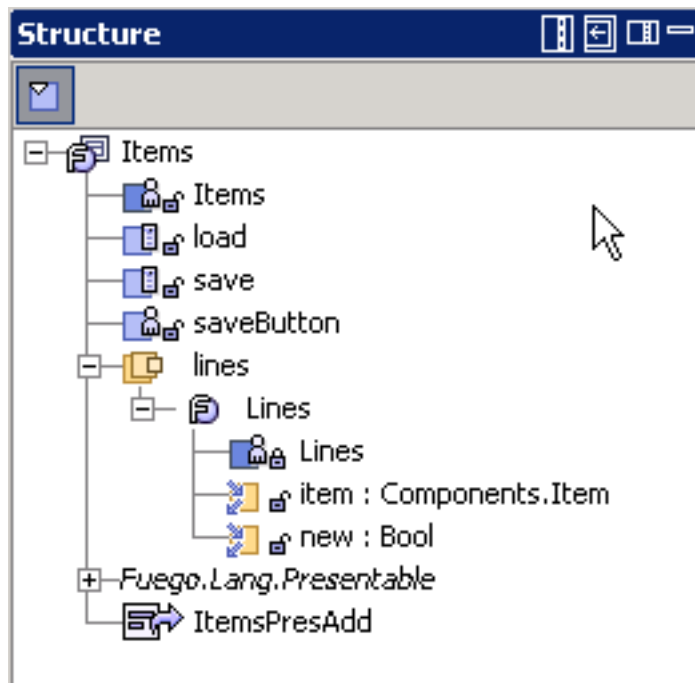 Structure
Items
Items
load
save
saveButton
lines
Lines
Lines
item : Components.Item
new : Bool
Fuego.Lang.Presentable
ItemsPresAdd